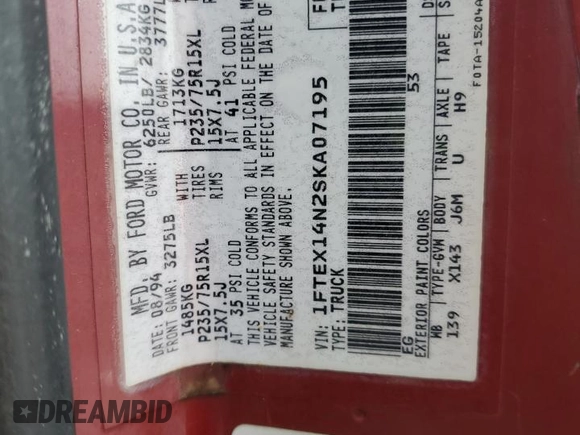 MFD. BY FORD MOTOR CO. IN U.S.A.
DATE: 08/94 GVWR: 6250LB/ 2834KG
FRONT GAWR: 3275LB REAR GAWR: 3777L
1485KG WITH 1713KG
P235/75R15XL TIRES P235/75R15XL
15X7.5J RIMS 15X7.5J
AT 35 PSI COLD AT 41 PSI COLD
THIS VEHICLE CONFORMS TO ALL APPLICABLE FEDERAL
VEHICLE SAFETY STANDARDS IN EFFECT ON THE DATE OF
MANUFACTURE SHOWN ABOVE.
VIN: 1FTEX14N2SKA07195
TYPE: TRUCK
EG 53
EXTERIOR PAINT COLORS
WB TYPE-GVW BODY TRANS AXLE TAPE S
139 X143 J6M U H9
FOTA-15204A
DREAMBID